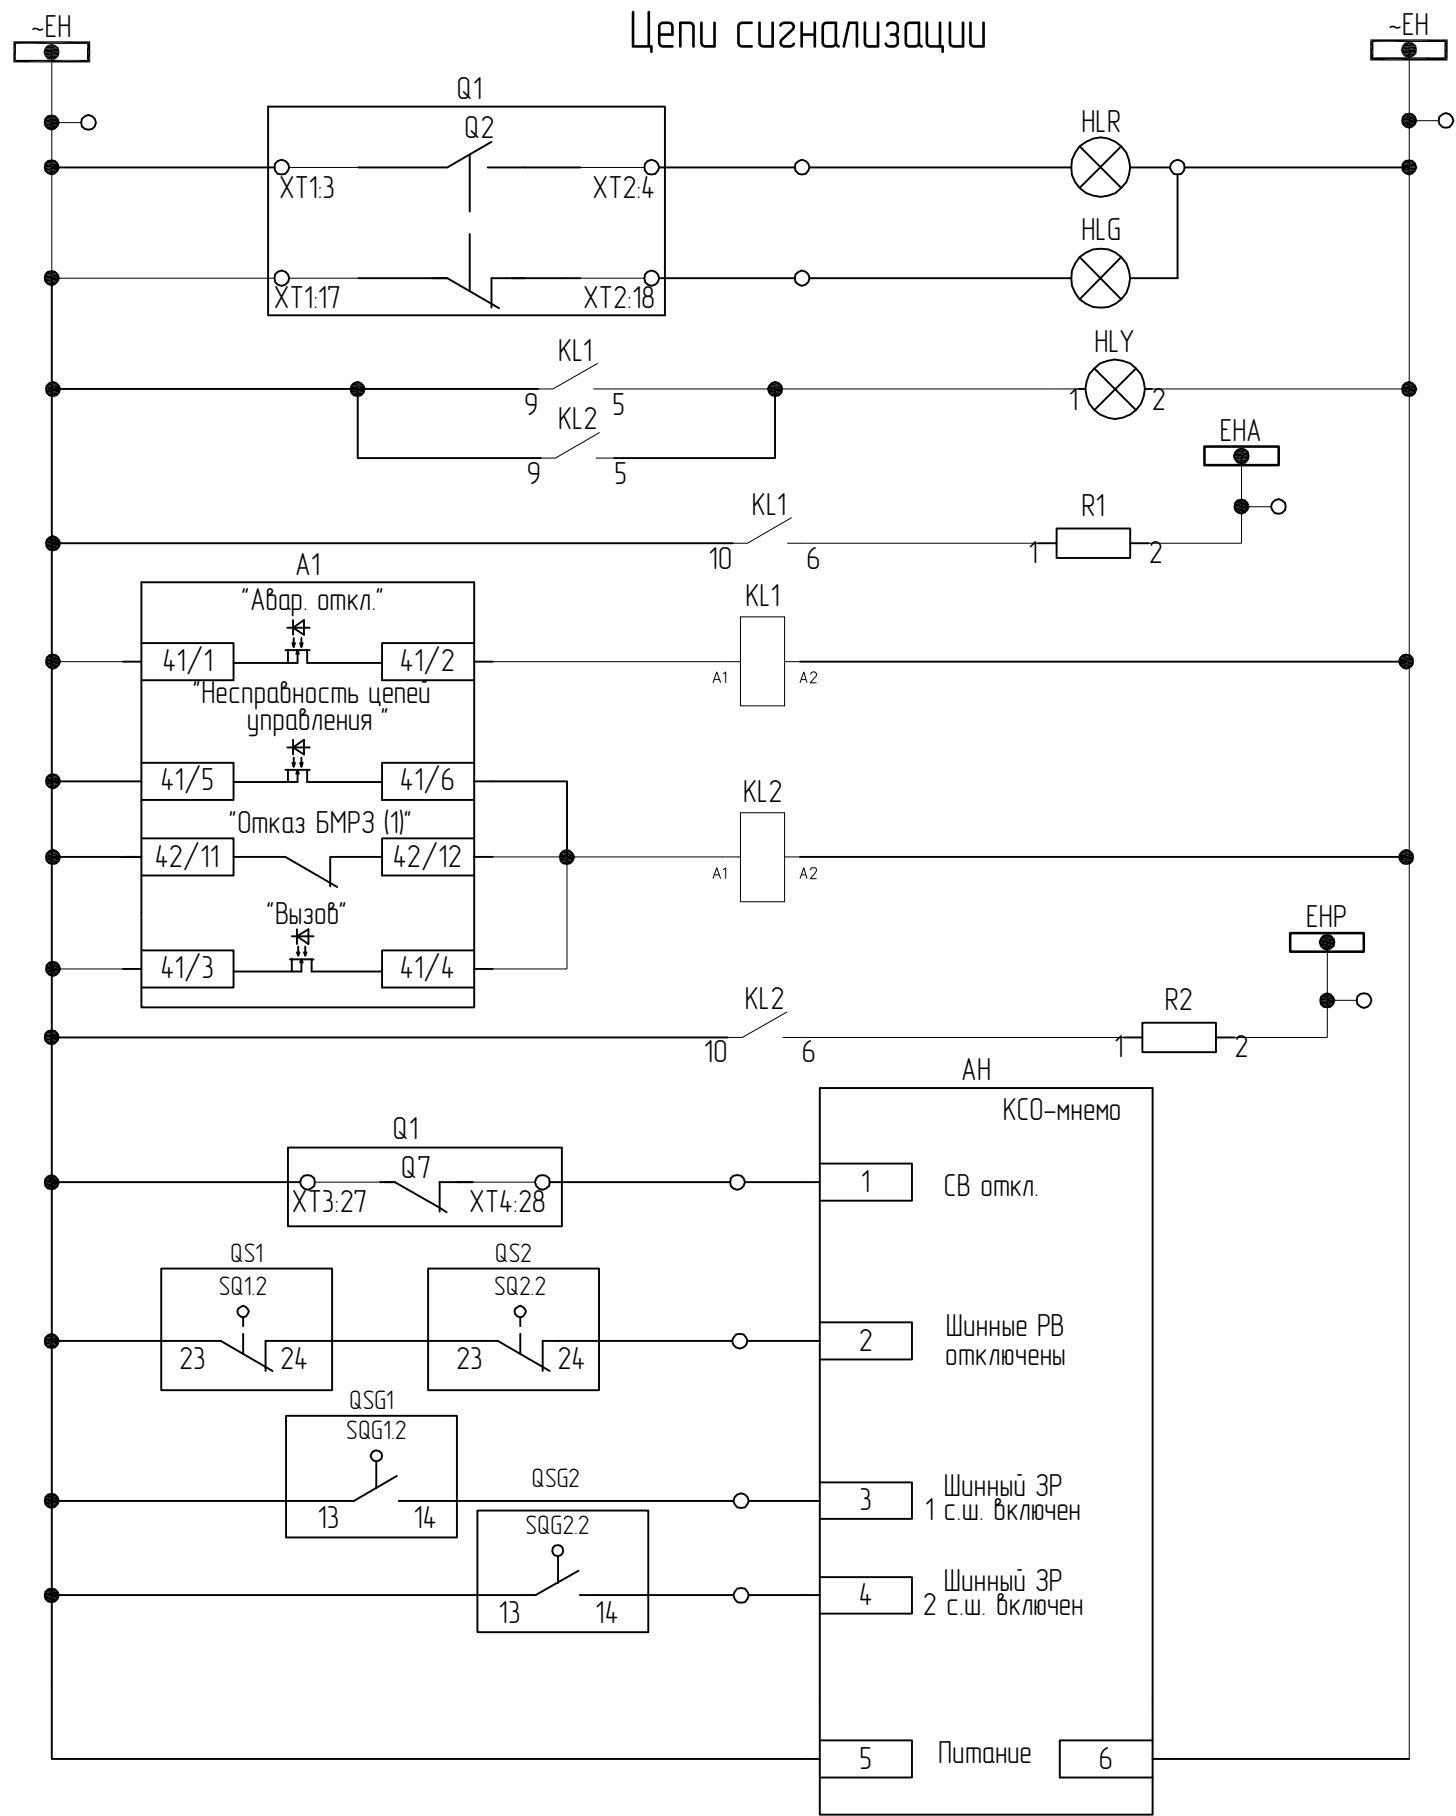 Цепи сигнализации
~EH
~EH
Q1
Q2
XT1:3
XT2:4
HLR
XT1:17
XT2:18
HLG
KL1
9
5
HLY
1
2
KL2
9
5
EHA
KL1
10
6
R1
1
2
A1
"Авар. откл."
41/1
41/2
KL1
A1
A2
"Несправность цепей
управления "
41/5
41/6
"Отказ БМРЗ (1)"
42/11
42/12
KL2
A1
A2
"Вызов"
41/3
41/4
EHP
KL2
10
6
R2
1
2
AH
КСО-мнемо
Q1
Q7
XT3:27
XT4:28
1
СВ откл.
QS1
SQ1.2
23
24
QS2
SQ2.2
23
24
2
Шинные РВ
отключены
QSG1
SQG1.2
13
14
3
Шинный ЗР
1 с.ш. включен
QSG2
SQG2.2
13
14
4
Шинный ЗР
2 с.ш. включен
5
Питание
6